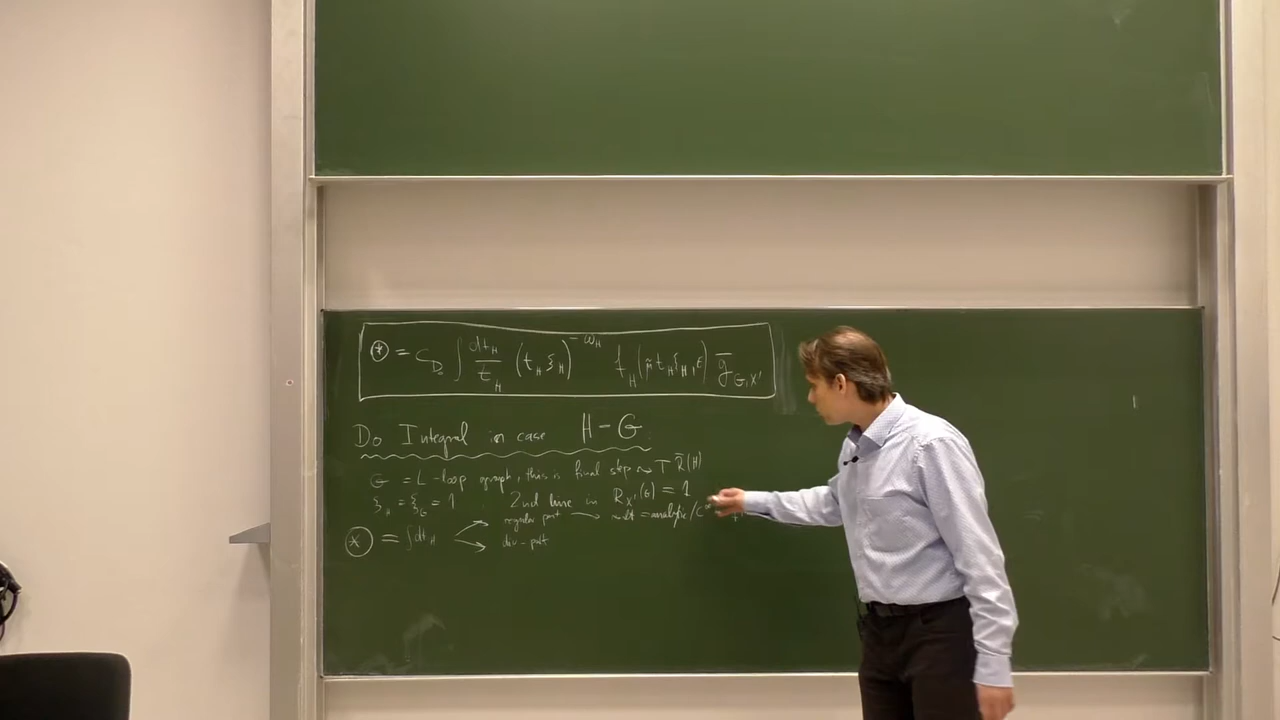 ⊛ = C_D ∫ dt_H/t_H (t_H ξ_H)^{-ω_H} f_H(μ̃ t_H ξ_H, ε) ḡ_{G,X'}
Do Integral in case H = G
G = L-loop graph, this is final step ~> T R̄(H)
ξ_H = ξ_G = 1 2nd line in R_{X'}(G) = 1
regular part → result = analytic/C^∞
⊛ = ∫dt_H
div-part